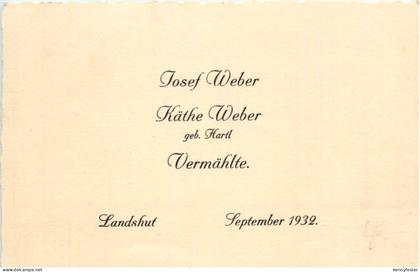 Josef Weber
Käthe Weber
geb. Hartl
Vermählte.
Landshut September 1932.